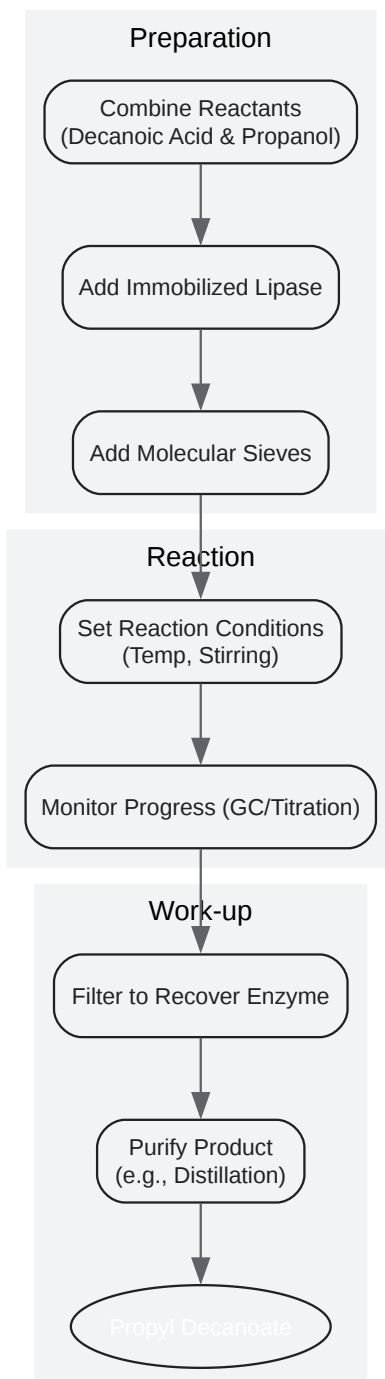 Preparation
Combine Reactants
(Decanoic Acid & Propanol)
Add Immobilized Lipase
Add Molecular Sieves
Reaction
Set Reaction Conditions
(Temp, Stirring)
Monitor Progress (GC/Titration)
Work-up
Filter to Recover Enzyme
Purify Product
(e.g., Distillation)
Propyl Decanoate